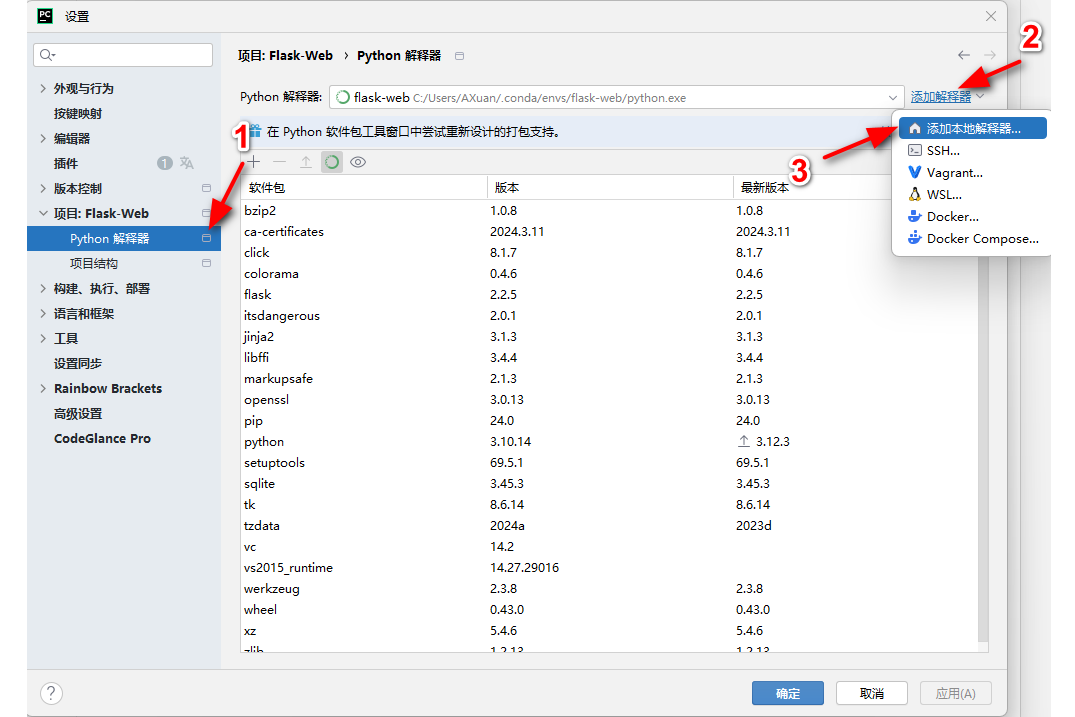 PC 设置
项目: Flask-Web › Python 解释器
外观与行为
按键映射
编辑器
插件 1
版本控制
项目: Flask-Web
Python 解释器
项目结构
构建、执行、部署
语言和框架
工具
设置同步
Rainbow Brackets
高级设置
CodeGlance Pro
Python 解释器: flask-web C:/Users/AXuan/.conda/envs/flask-web/python.exe 添加解释器
在 Python 软件包工具窗口中尝试重新设计的打包支持。
1
2
3
添加本地解释器...
SSH...
Vagrant...
WSL...
Docker...
Docker Compose...
软件包 版本 最新版本
bzip2 1.0.8 1.0.8
ca-certificates 2024.3.11 2024.3.11
click 8.1.7 8.1.7
colorama 0.4.6 0.4.6
flask 2.2.5 2.2.5
itsdangerous 2.0.1 2.0.1
jinja2 3.1.3 3.1.3
libffi 3.4.4 3.4.4
markupsafe 2.1.3 2.1.3
openssl 3.0.13 3.0.13
pip 24.0 24.0
python 3.10.14 3.12.3
setuptools 69.5.1 69.5.1
sqlite 3.45.3 3.45.3
tk 8.6.14 8.6.14
tzdata 2024a 2023d
vc 14.2
vs2015_runtime 14.27.29016
werkzeug 2.3.8 2.3.8
wheel 0.43.0 0.43.0
xz 5.4.6 5.4.6
zlib 1.2.13 1.2.13
? 确定 取消 应用(A)